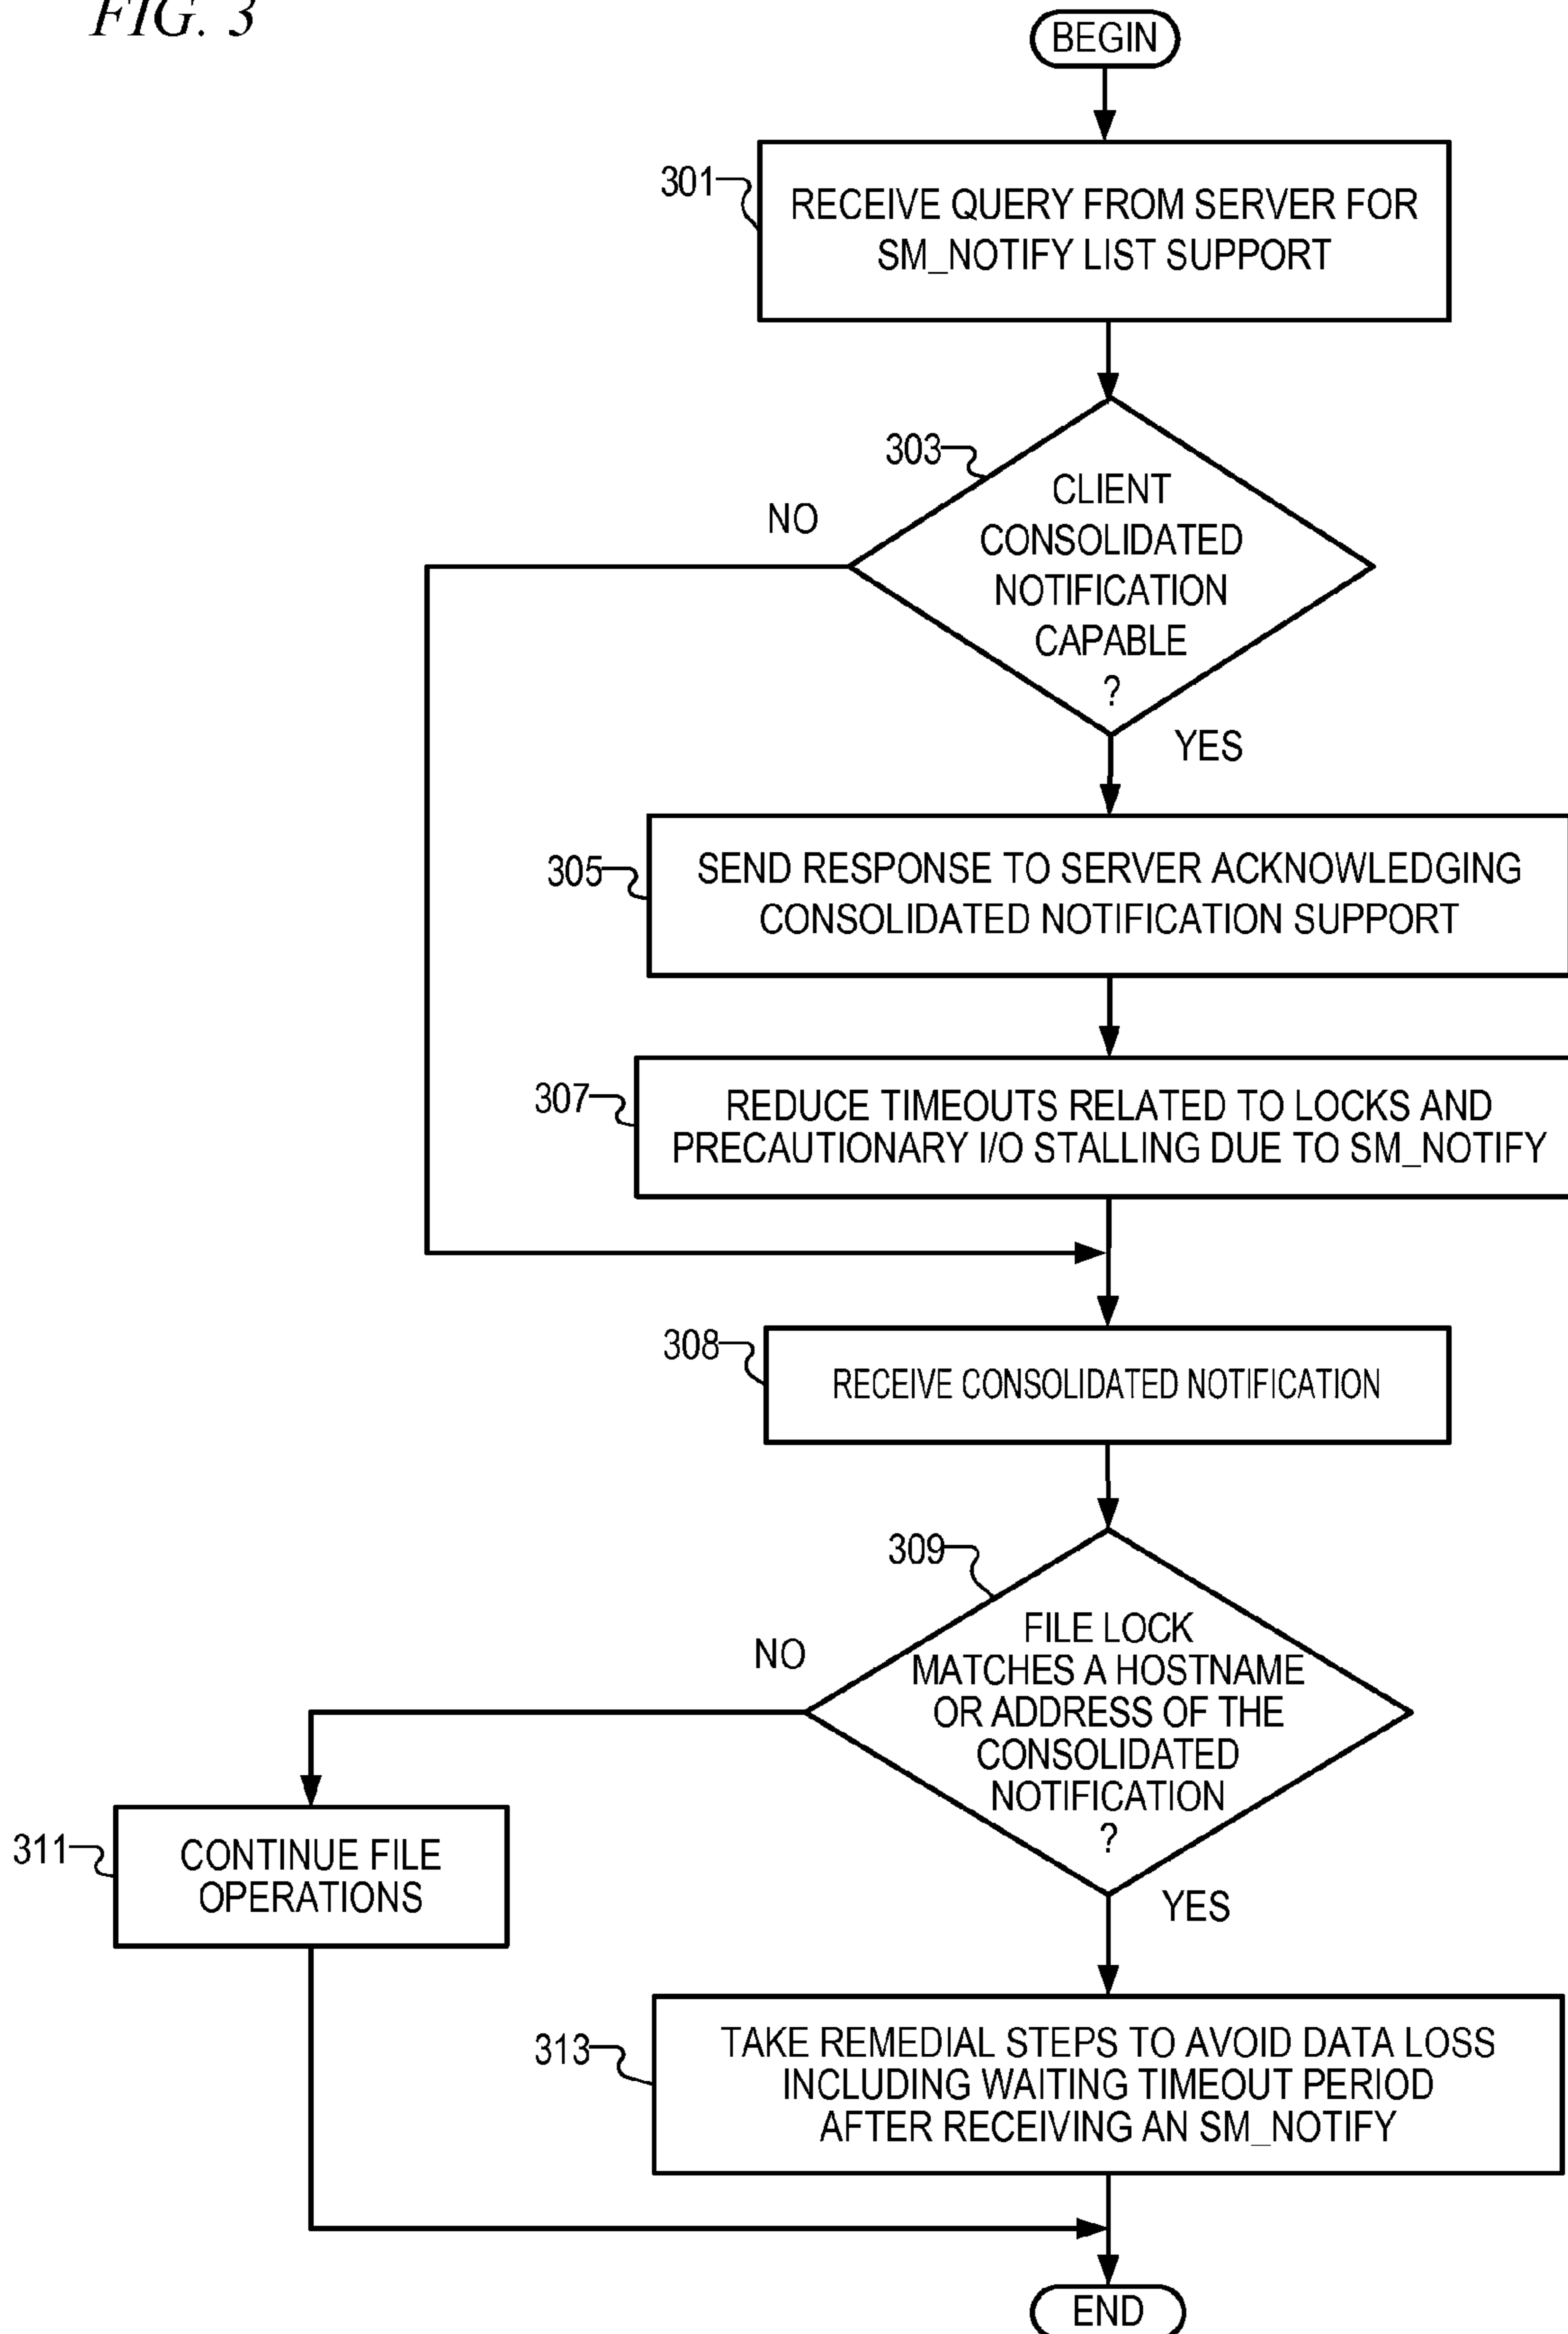 FIG. 3
BEGIN
301
RECEIVE QUERY FROM SERVER FOR
SM_NOTIFY LIST SUPPORT
303
CLIENT
CONSOLIDATED
NOTIFICATION
CAPABLE
?
NO
YES
305
SEND RESPONSE TO SERVER ACKNOWLEDGING
CONSOLIDATED NOTIFICATION SUPPORT
307
REDUCE TIMEOUTS RELATED TO LOCKS AND
PRECAUTIONARY I/O STALLING DUE TO SM_NOTIFY
308
RECEIVE CONSOLIDATED NOTIFICATION
309
FILE LOCK
MATCHES A HOSTNAME
OR ADDRESS OF THE
CONSOLIDATED
NOTIFICATION
?
NO
YES
311
CONTINUE FILE
OPERATIONS
313
TAKE REMEDIAL STEPS TO AVOID DATA LOSS
INCLUDING WAITING TIMEOUT PERIOD
AFTER RECEIVING AN SM_NOTIFY
END